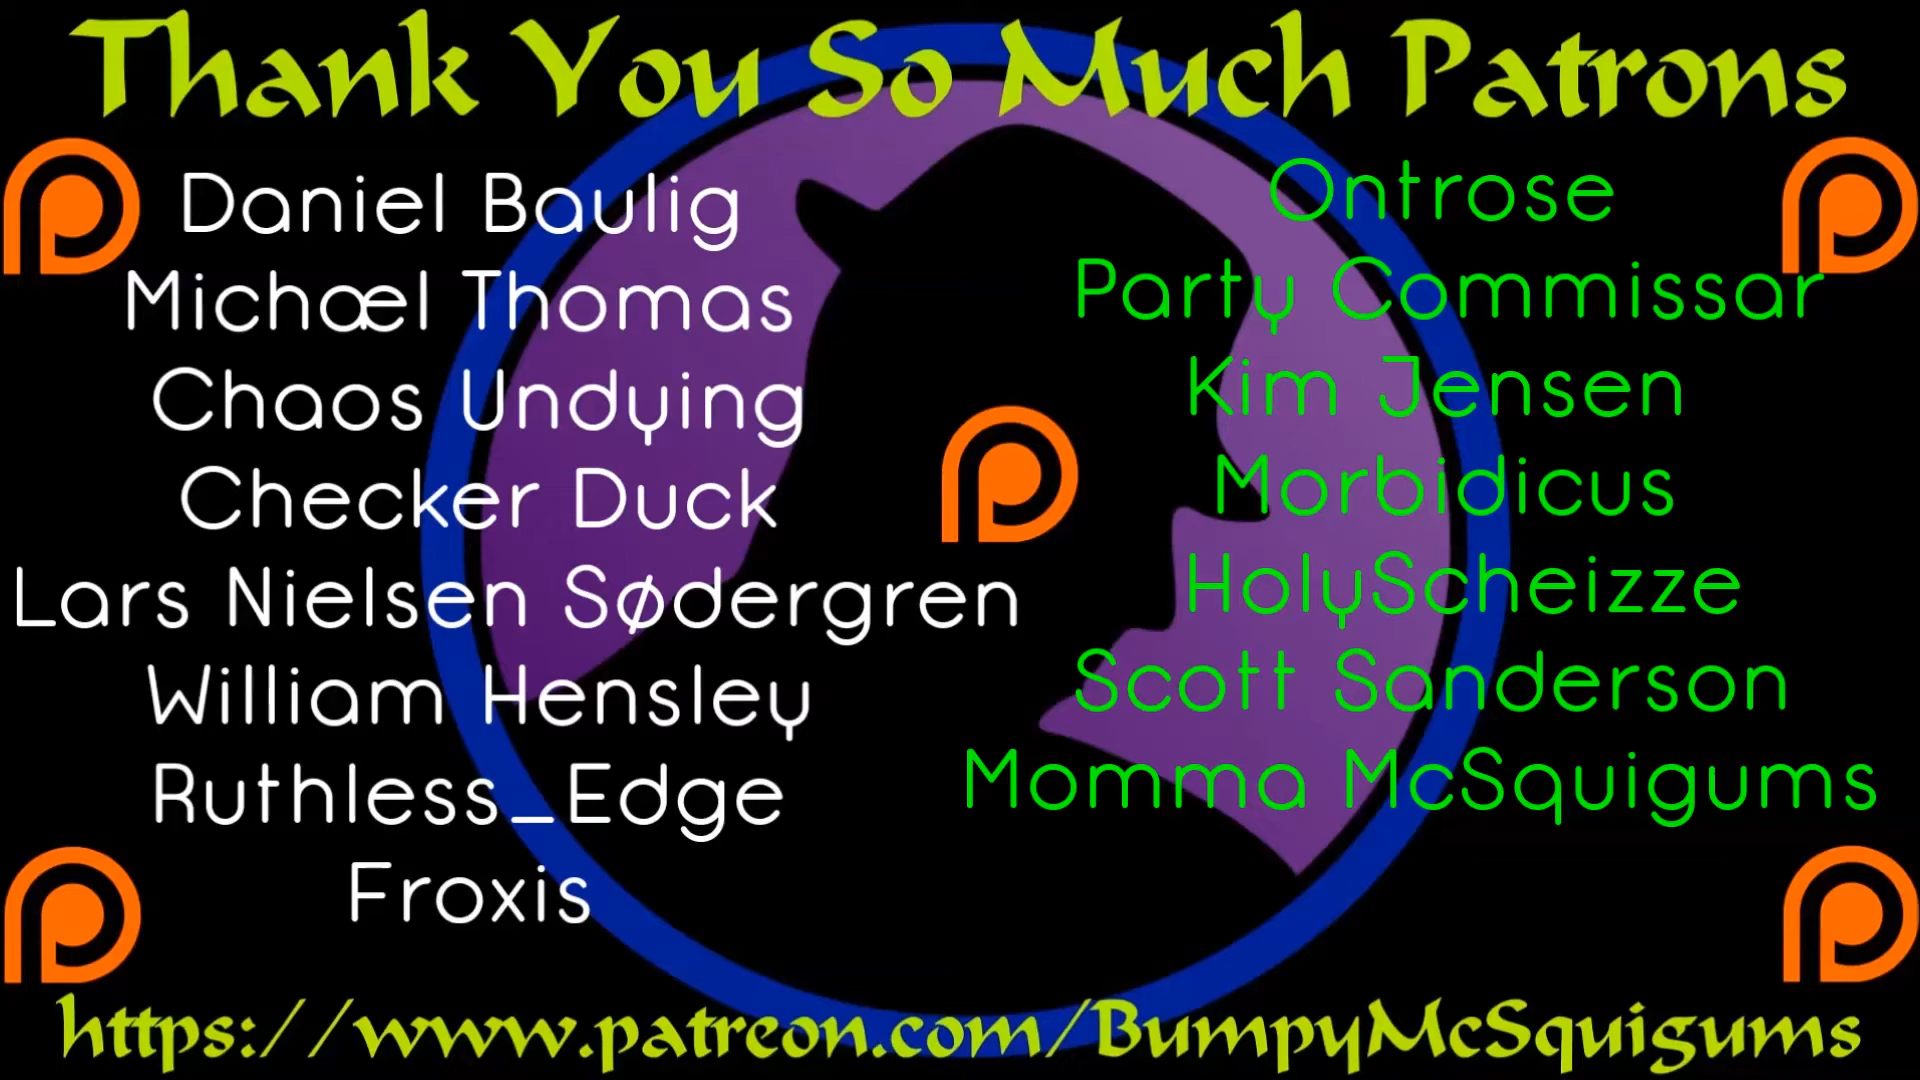 Thank You So Much Patrons
Daniel Baulig
Michæl Thomas
Chaos Undying
Checker Duck
Lars Nielsen Sødergren
William Hensley
Ruthless_Edge
Froxis
Ontrose
Party Commissar
Kim Jensen
Morbidicus
HolyScheizze
Scott Sanderson
Momma McSquigums
https://www.patreon.com/BumpyMcSquigums